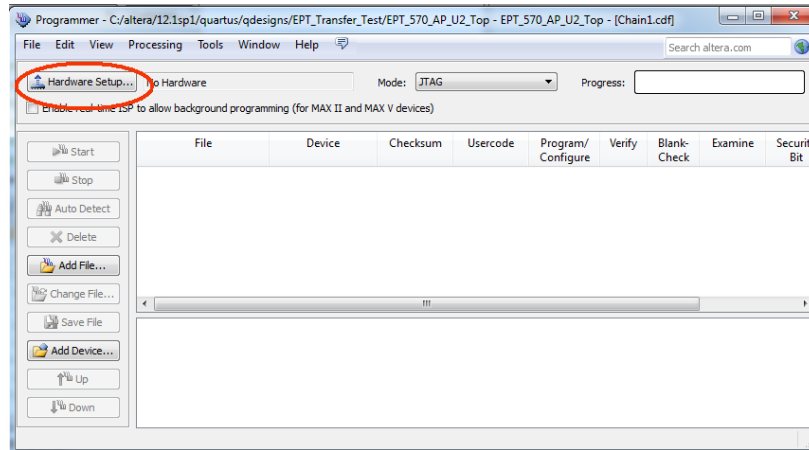 Programmer - C:/altera/12.1sp1/quartus/qdesigns/EPT_Transfer_Test/EPT_570_AP_U2_Top - EPT_570_AP_U2_Top - [Chain1.cdf]
File Edit View Processing Tools Window Help Search altera.com
Hardware Setup... No Hardware Mode: JTAG Progress:
Enable real-time ISP to allow background programming (for MAX II and MAX V devices)
File Device Checksum Usercode Program/ Verify Blank- Examine Securit
Configure Check Bit
Start
Stop
Auto Detect
Delete
Add File...
Change File...
Save File
Add Device...
Up
Down